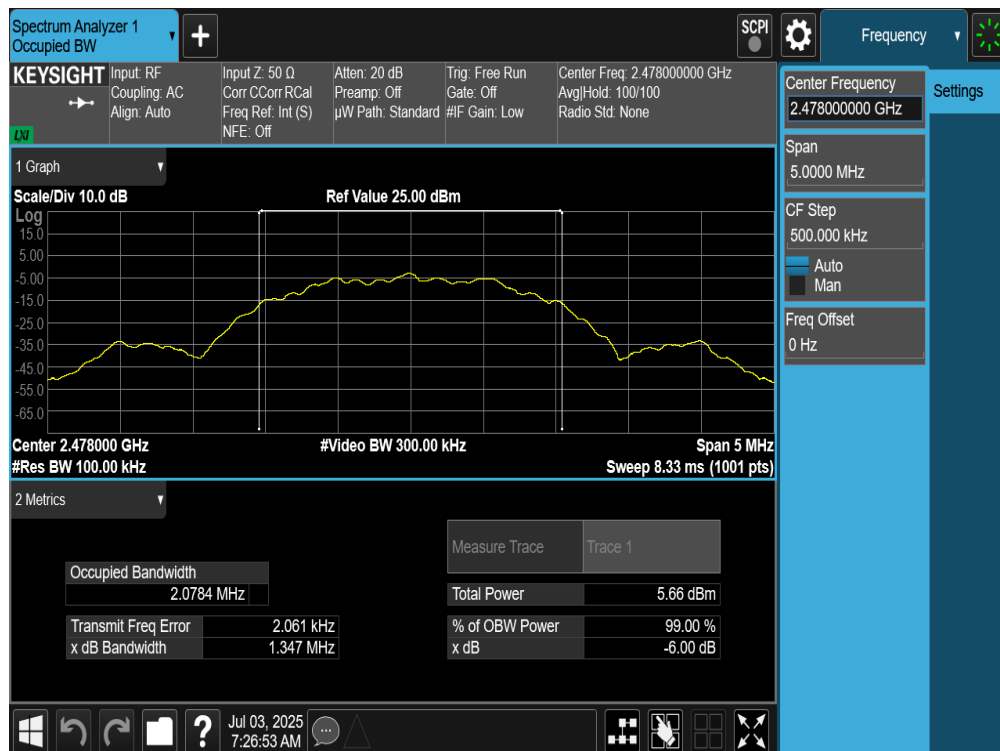 Spectrum Analyzer 1
Occupied BW
+
SCPI
Frequency
KEYSIGHT
LXI
Input: RF
Coupling: AC
Align: Auto
Input Z: 50 Ω
Corr CCorr RCal
Freq Ref: Int (S)
NFE: Off
Atten: 20 dB
Preamp: Off
µW Path: Standard
Trig: Free Run
Gate: Off
#IF Gain: Low
Center Freq: 2.478000000 GHz
Avg|Hold: 100/100
Radio Std: None
Center Frequency
2.478000000 GHz
Settings
Span
5.0000 MHz
CF Step
500.000 kHz
Auto
Man
Freq Offset
0 Hz
1 Graph
Scale/Div 10.0 dB
Ref Value 25.00 dBm
Log
15.0
5.00
-5.00
-15.0
-25.0
-35.0
-45.0
-55.0
-65.0
Center 2.478000 GHz
#Video BW 300.00 kHz
Span 5 MHz
#Res BW 100.00 kHz
Sweep 8.33 ms (1001 pts)
2 Metrics
Measure Trace
Trace 1
Occupied Bandwidth
2.0784 MHz
Total Power
5.66 dBm
Transmit Freq Error
2.061 kHz
% of OBW Power
99.00 %
x dB Bandwidth
1.347 MHz
x dB
-6.00 dB
?
Jul 03, 2025
7:26:53 AM